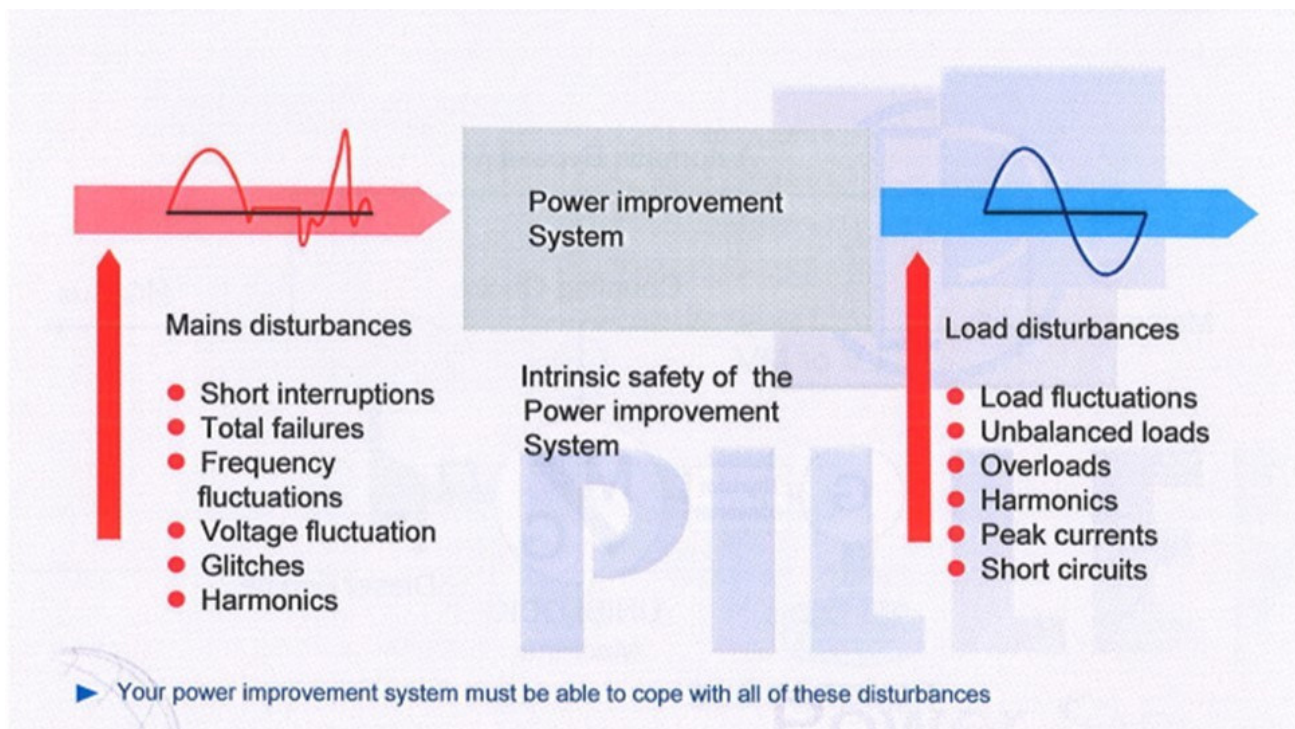 Power improvement
System
Mains disturbances
Short interruptions
Total failures
Frequency
fluctuations
Voltage fluctuation
Glitches
Harmonics
Intrinsic safety of the
Power improvement
System
Load disturbances
Load fluctuations
Unbalanced loads
Overloads
Harmonics
Peak currents
Short circuits
PILLER
Your power improvement system must be able to cope with all of these disturbances